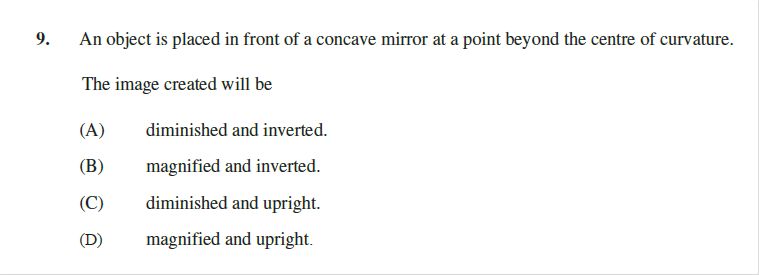 9. An object is placed in front of a concave mirror at a point beyond the centre of curvature.
The image created will be
(A) diminished and inverted.
(B) magnified and inverted.
(C) diminished and upright.
(D) magnified and upright.